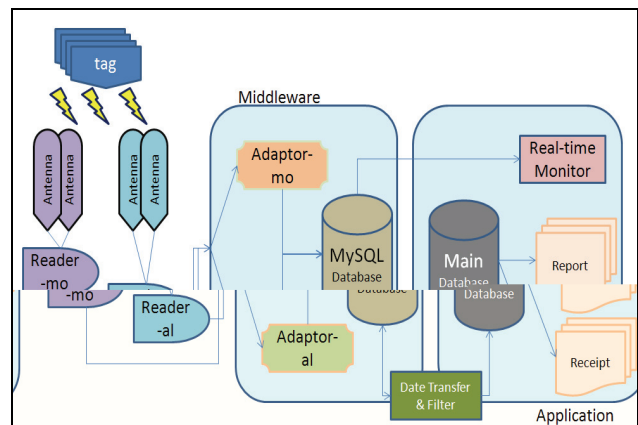 tag
Middleware
Antenna
Antenna
Antenna
Antenna
Adaptor-
mo
Real-time
Monitor
Reader
-mo
-mo
MySQL
Database
Database
Main
Database
Database
Report
Reader
-al
Adaptor-
al
Receipt
Date Transfer
& Filter
Application